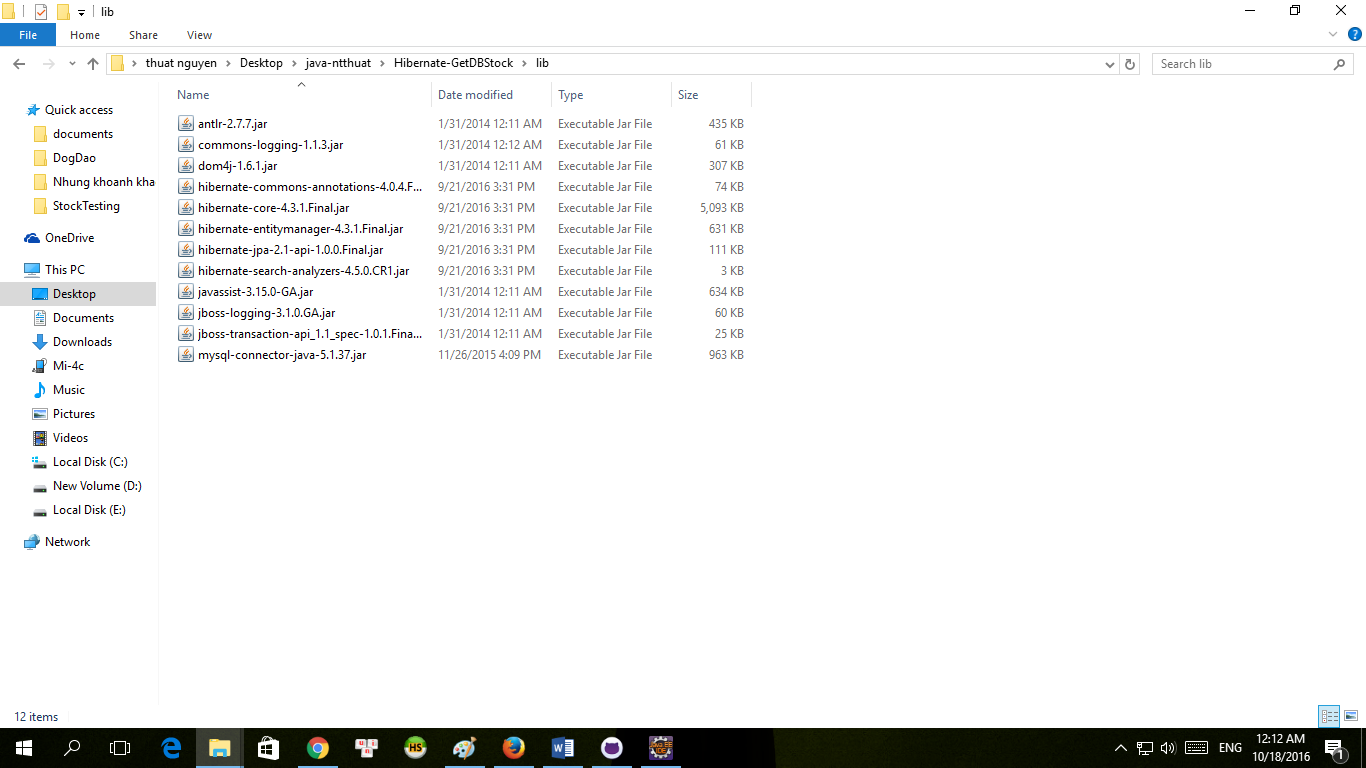 lib
File Home Share View
thuat nguyen Desktop java-ntthuat Hibernate-GetDBStock lib
Search lib
Quick access
documents
DogDao
Nhung khoanh kha
StockTesting
OneDrive
This PC
Desktop
Documents
Downloads
Mi-4c
Music
Pictures
Videos
Local Disk (C:)
New Volume (D:)
Local Disk (E:)
Network
Name Date modified Type Size
antlr-2.7.7.jar 1/31/2014 12:11 AM Executable Jar File 435 KB
commons-logging-1.1.3.jar 1/31/2014 12:12 AM Executable Jar File 61 KB
dom4j-1.6.1.jar 1/31/2014 12:11 AM Executable Jar File 307 KB
hibernate-commons-annotations-4.0.4.F... 9/21/2016 3:31 PM Executable Jar File 74 KB
hibernate-core-4.3.1.Final.jar 9/21/2016 3:31 PM Executable Jar File 5,093 KB
hibernate-entitymanager-4.3.1.Final.jar 9/21/2016 3:31 PM Executable Jar File 631 KB
hibernate-jpa-2.1-api-1.0.0.Final.jar 9/21/2016 3:31 PM Executable Jar File 111 KB
hibernate-search-analyzers-4.5.0.CR1.jar 9/21/2016 3:31 PM Executable Jar File 3 KB
javassist-3.15.0-GA.jar 1/31/2014 12:11 AM Executable Jar File 634 KB
jboss-logging-3.1.0.GA.jar 1/31/2014 12:11 AM Executable Jar File 60 KB
jboss-transaction-api_1.1_spec-1.0.1.Fina... 1/31/2014 12:11 AM Executable Jar File 25 KB
mysql-connector-java-5.1.37.jar 11/26/2015 4:09 PM Executable Jar File 963 KB
12 items
HS
ENG
12:12 AM
10/18/2016
1